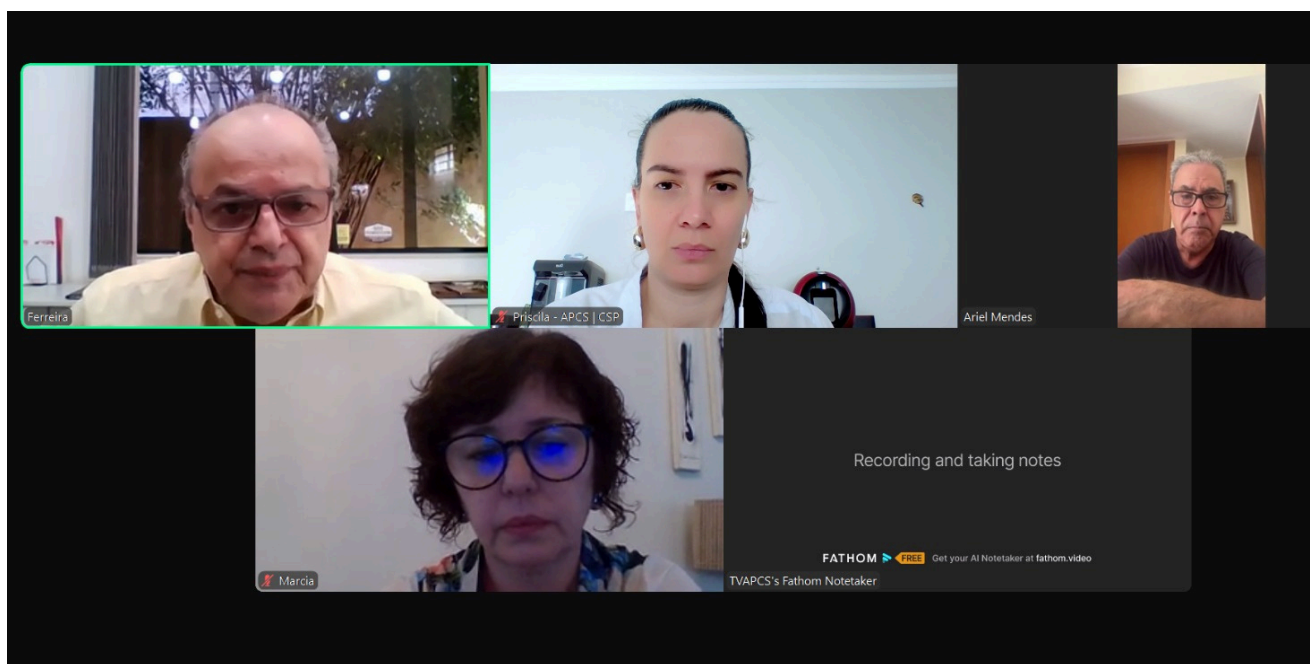 Ferreira
Priscila - APCS | CSP
Ariel Mendes
Marcia
Recording and taking notes
FATHOM FREE Get your AI Notetaker at fathom.video
TVAPCS's Fathom Notetaker